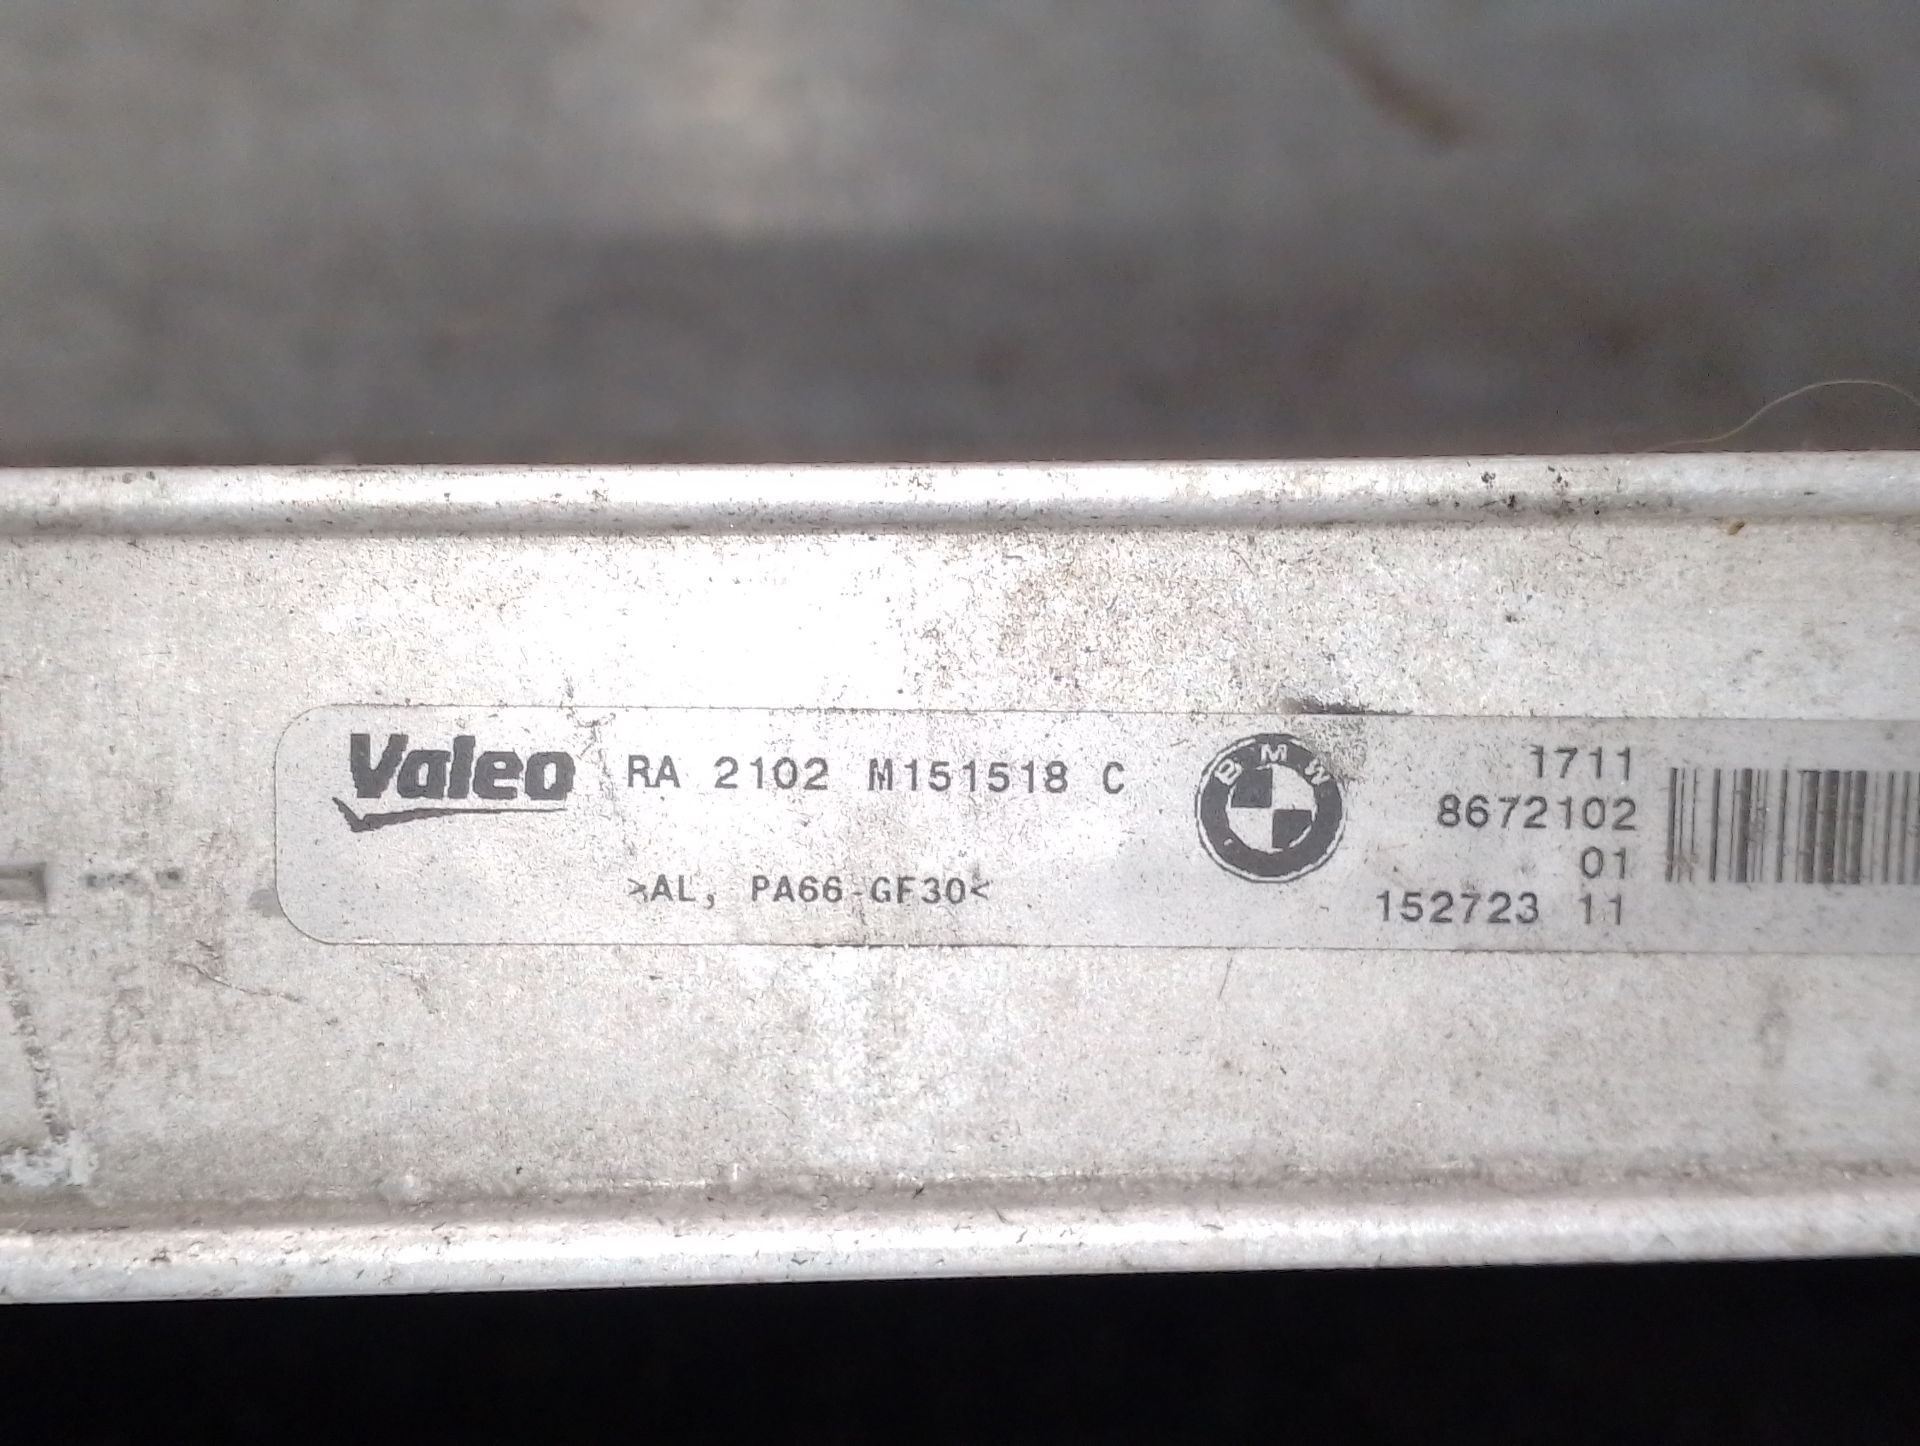 Valeo RA 2102 M151518 C
>AL, PA66-GF30<
BMW
1711
8672102
01
152723 11